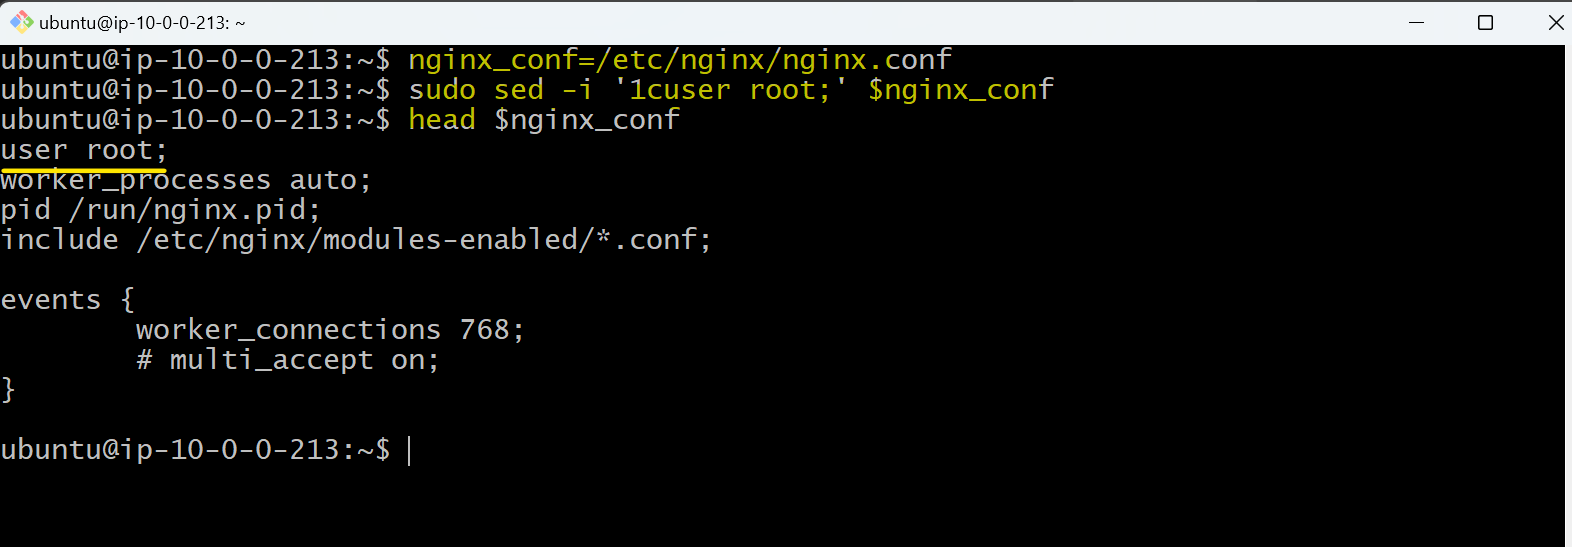 ubuntu@ip-10-0-0-213: ~
ubuntu@ip-10-0-0-213:~$ nginx_conf=/etc/nginx/nginx.conf
ubuntu@ip-10-0-0-213:~$ sudo sed -i '1cuser root;' $nginx_conf
ubuntu@ip-10-0-0-213:~$ head $nginx_conf
user root;
worker_processes auto;
pid /run/nginx.pid;
include /etc/nginx/modules-enabled/*.conf;
events {
        worker_connections 768;
        # multi_accept on;
}
ubuntu@ip-10-0-0-213:~$